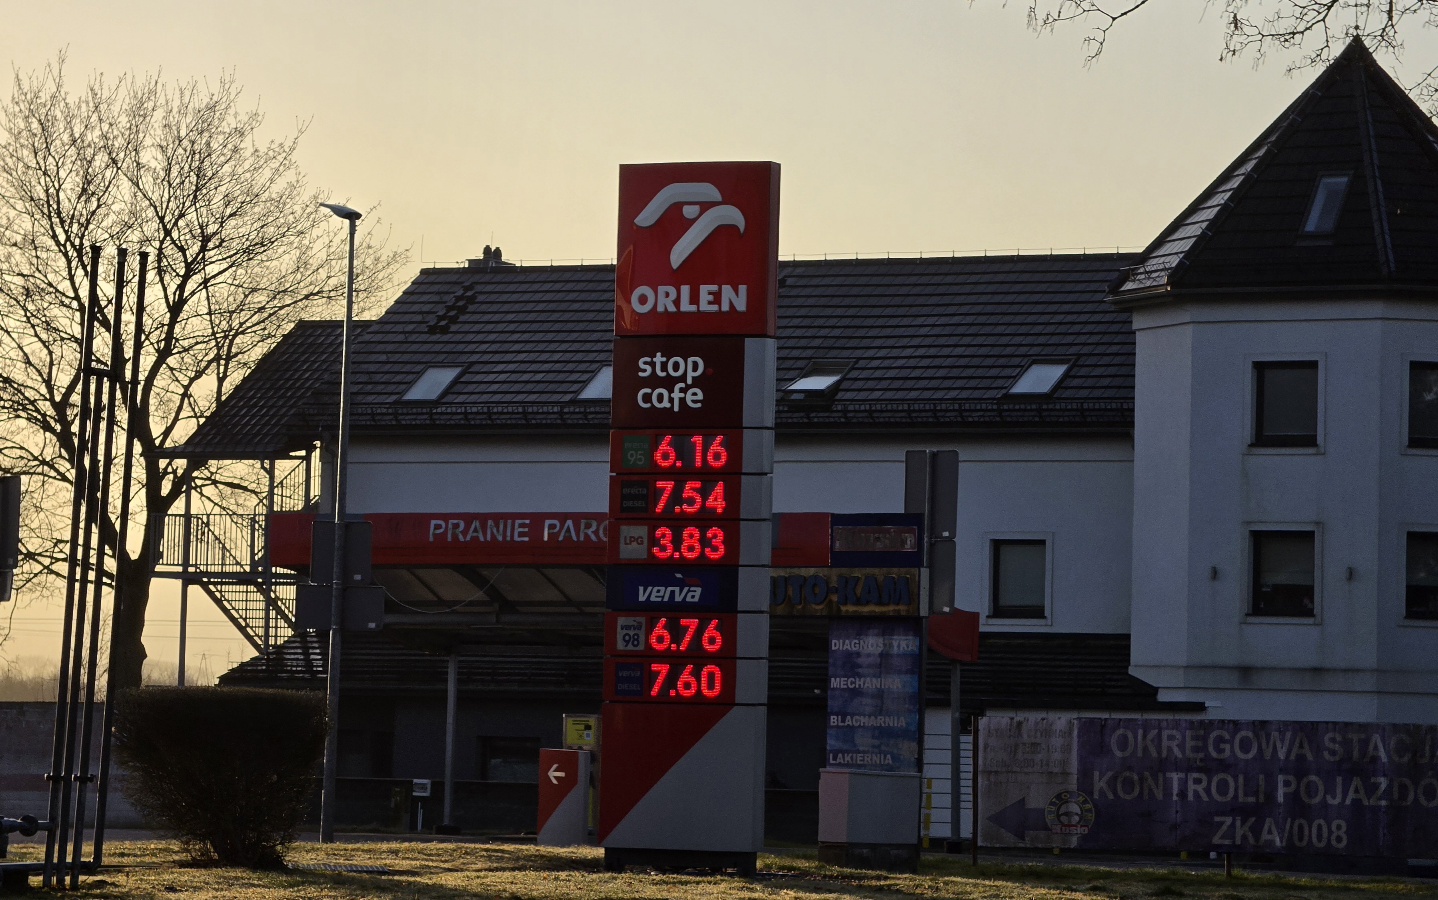 ORLEN
stop
cafe
95 6.16
efecta DIESEL 7.54
LPG 3.83
verva
verva 98 6.76
verva DIESEL 7.60
PRANIE PARO
UTO-KAM
DIAGNOSTYKA
MECHANIKA
BLACHARNIA
LAKIERNIA
OKRĘGOWA STACJ
KONTROLI POJAZDÓ
ZKA/008